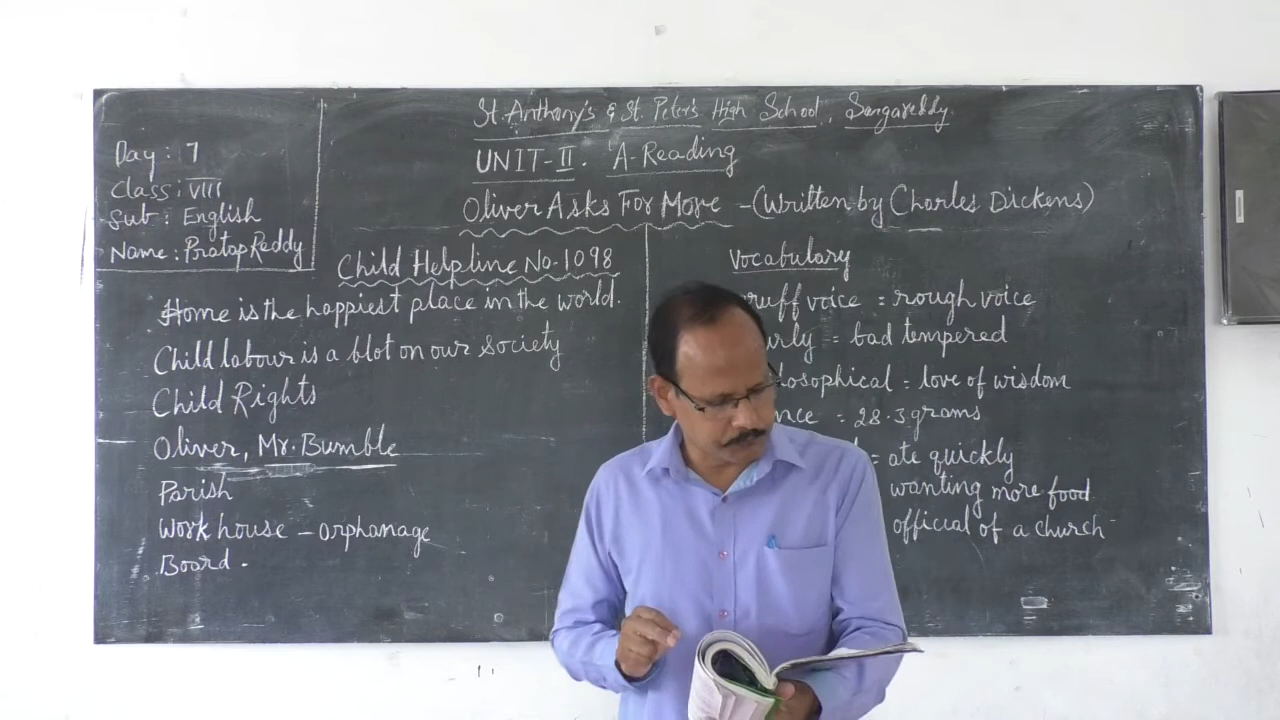 St. Anthony's & St. Peter's High School, Sangareddy.
UNIT-II. A-Reading
Oliver Asks For More -(Written by Charles Dickens)
Day: 7
Class: VIII
Sub: English
Name: Pratap Reddy
Child Helpline No-1098
Home is the happiest place in the world.
Child labour is a blot on our society
Child Rights
Oliver, Mr. Bumble
Parish
Work house - orphanage
Board.
Vocabulary
ruff voice = rough voice
urly = bad tempered
losophical = love of wisdom
nce = 28.3 grams
= ate quickly
wanting more food
official of a church